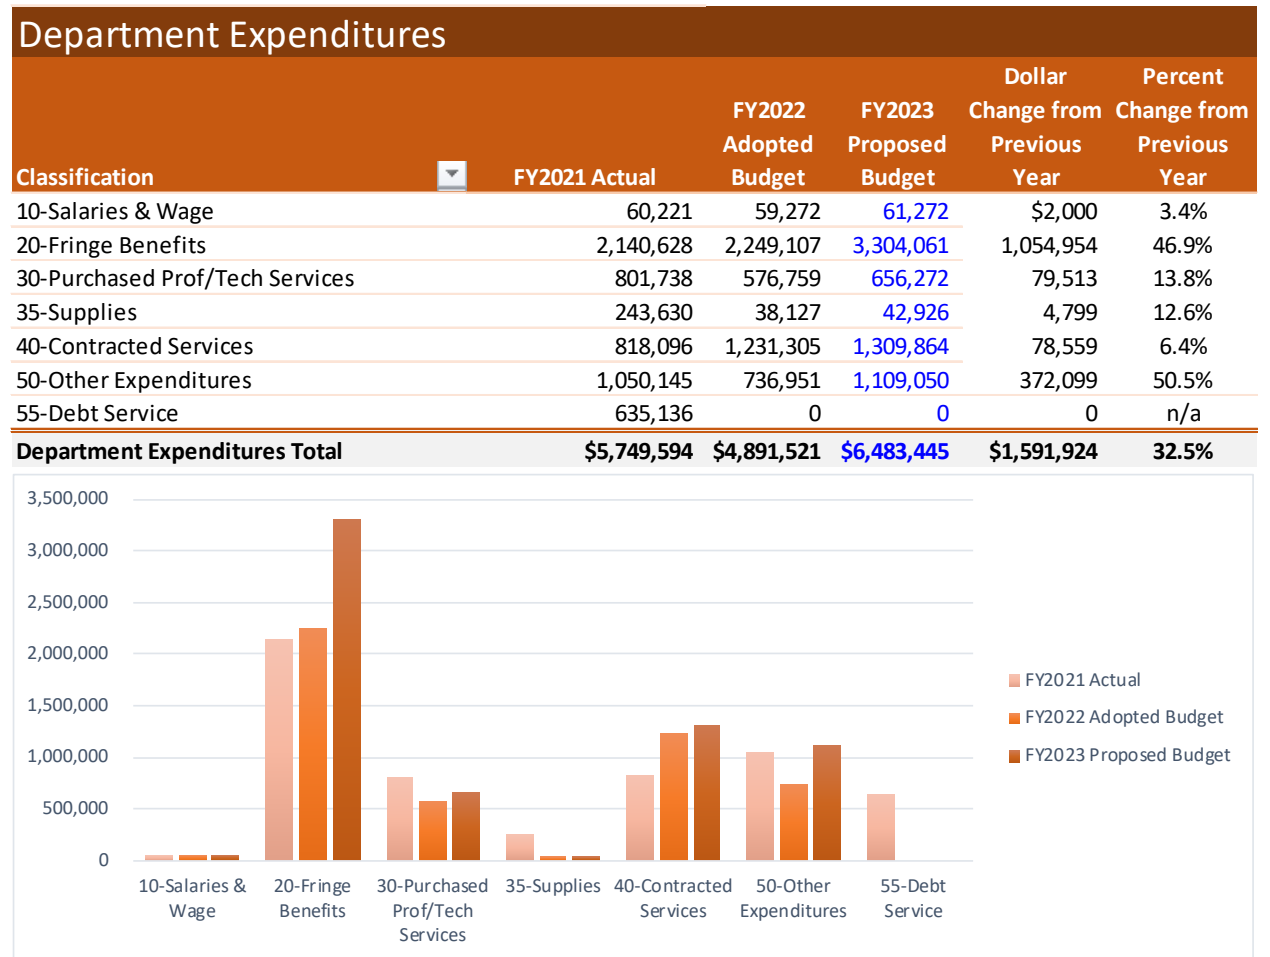 Department Expenditures
Dollar Percent
FY2022 FY2023 Change from Change from
Adopted Proposed Previous Previous
Classification FY2021 Actual Budget Budget Year Year
10-Salaries & Wage 60,221 59,272 61,272 $2,000 3.4%
20-Fringe Benefits 2,140,628 2,249,107 3,304,061 1,054,954 46.9%
30-Purchased Prof/Tech Services 801,738 576,759 656,272 79,513 13.8%
35-Supplies 243,630 38,127 42,926 4,799 12.6%
40-Contracted Services 818,096 1,231,305 1,309,864 78,559 6.4%
50-Other Expenditures 1,050,145 736,951 1,109,050 372,099 50.5%
55-Debt Service 635,136 0 0 0 n/a
Department Expenditures Total $5,749,594 $4,891,521 $6,483,445 $1,591,924 32.5%
3,500,000
3,000,000
2,500,000
2,000,000
1,500,000
1,000,000
500,000
0
10-Salaries & 20-Fringe 30-Purchased 35-Supplies 40-Contracted 50-Other 55-Debt
Wage Benefits Prof/Tech Services Expenditures Service
Services
FY2021 Actual
FY2022 Adopted Budget
FY2023 Proposed Budget